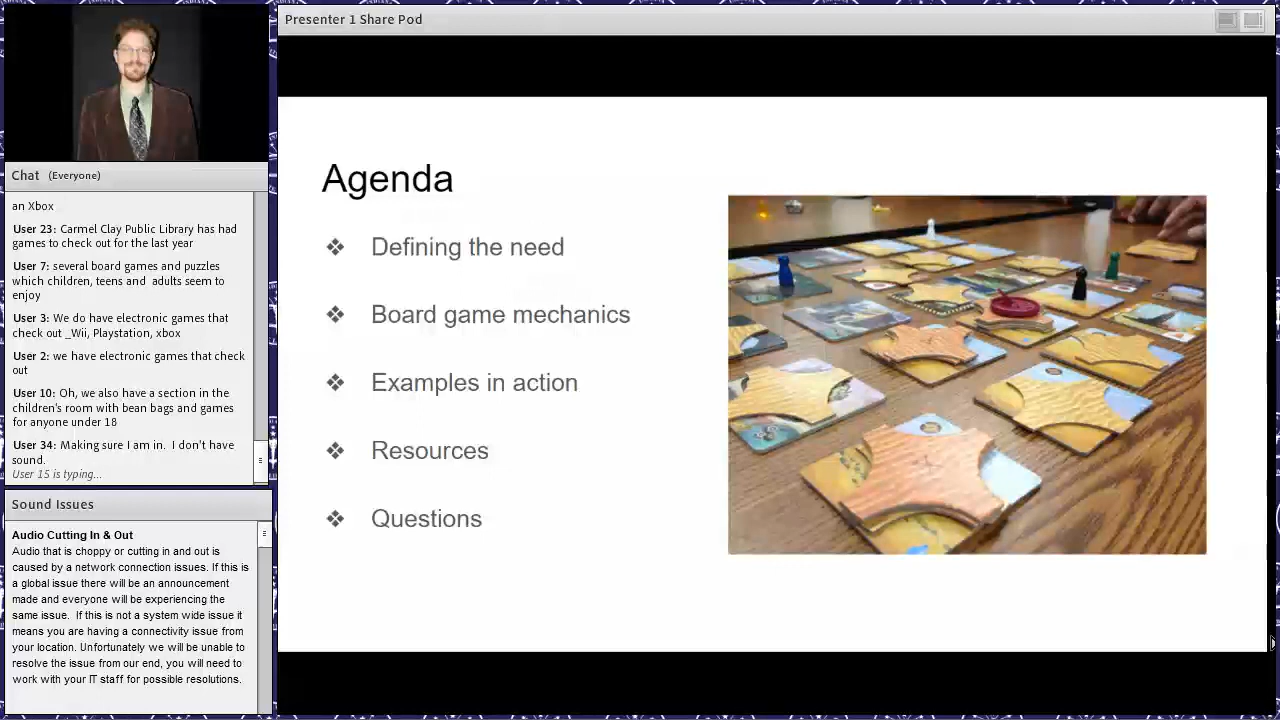 Presenter 1 Share Pod
Chat (Everyone)
an Xbox
User 23: Carmel Clay Public Library has had
games to check out for the last year
User 7: several board games and puzzles
which children, teens and adults seem to
enjoy
User 3: We do have electronic games that
check out _Wii, Playstation, xbox
User 2: we have electronic games that check
out
User 10: Oh, we also have a section in the
children's room with bean bags and games
for anyone under 18
User 34: Making sure I am in. I don't have
sound.
User 15 is typing...
Sound Issues
Audio Cutting In & Out
Audio that is choppy or cutting in and out is
caused by a network connection issues. If this is
a global issue there will be an announcement
made and everyone will be experiencing the
same issue. If this is not a system wide issue it
means you are having a connectivity issue from
your location. Unfortunately we will be unable to
resolve the issue from our end, you will need to
work with your IT staff for possible resolutions.
Agenda
❖ Defining the need
❖ Board game mechanics
❖ Examples in action
❖ Resources
❖ Questions